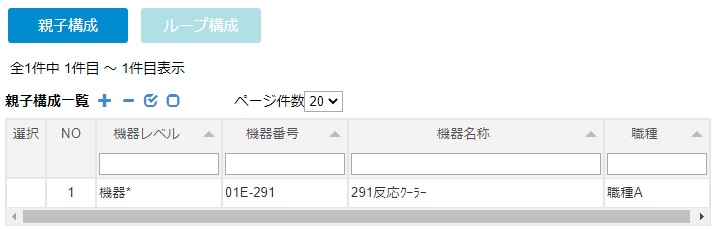 親子構成 ループ構成
全1件中 1件目 ～ 1件目表示
親子構成一覧 ページ件数 20
選択 NO 機器レベル 機器番号 機器名称 職種
1 機器* 01E-291 291反応ｸｰﾗｰ 職種A